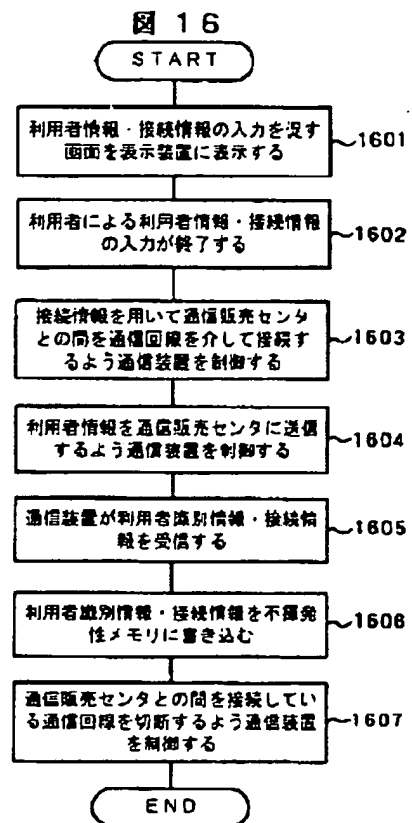 図 16
START
利用者情報・接続情報の入力を促す
画面を表示装置に表示する
1601
利用者による利用者情報・接続情報
の入力が終了する
1602
接続情報を用いて通信販売センタ
との間を通信回線を介して接続す
るよう通信装置を制御する
1603
利用者情報を通信販売センタに送信
するよう通信装置を制御する
1604
通信装置が利用者識別情報・接続情
報を受信する
1605
利用者識別情報・接続情報を不揮発
性メモリに書き込む
1606
通信販売センタとの間を接続してい
る通信回線を切断するよう通信装置
を制御する
1607
END